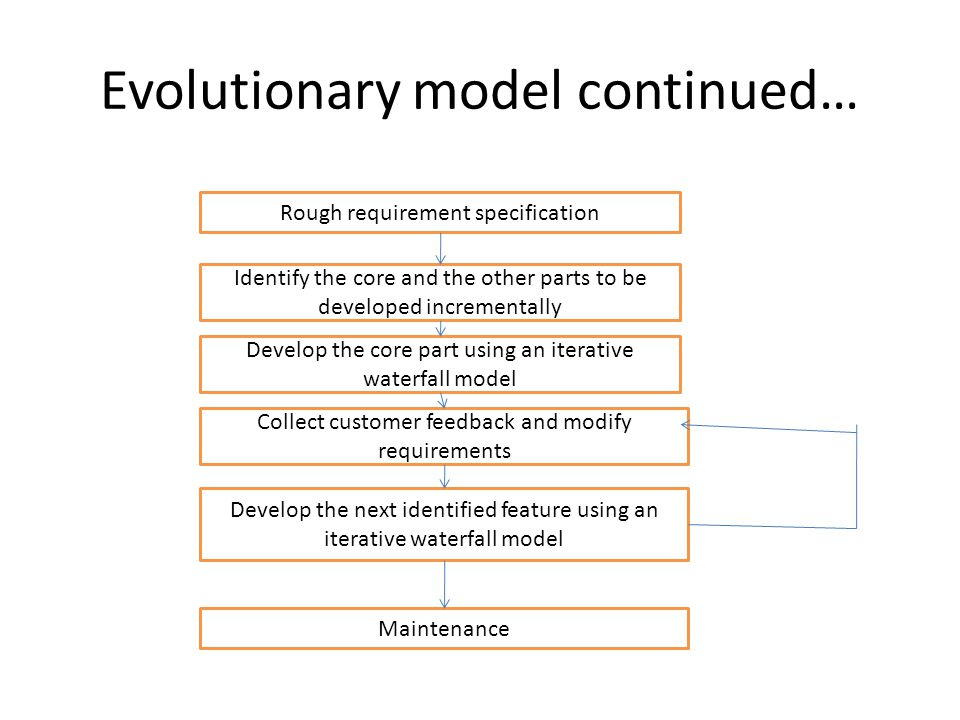 Evolutionary model continued…
Rough requirement specification
Identify the core and the other parts to be
developed incrementally
Develop the core part using an iterative
waterfall model
Collect customer feedback and modify
requirements
Develop the next identified feature using an
iterative waterfall model
Maintenance